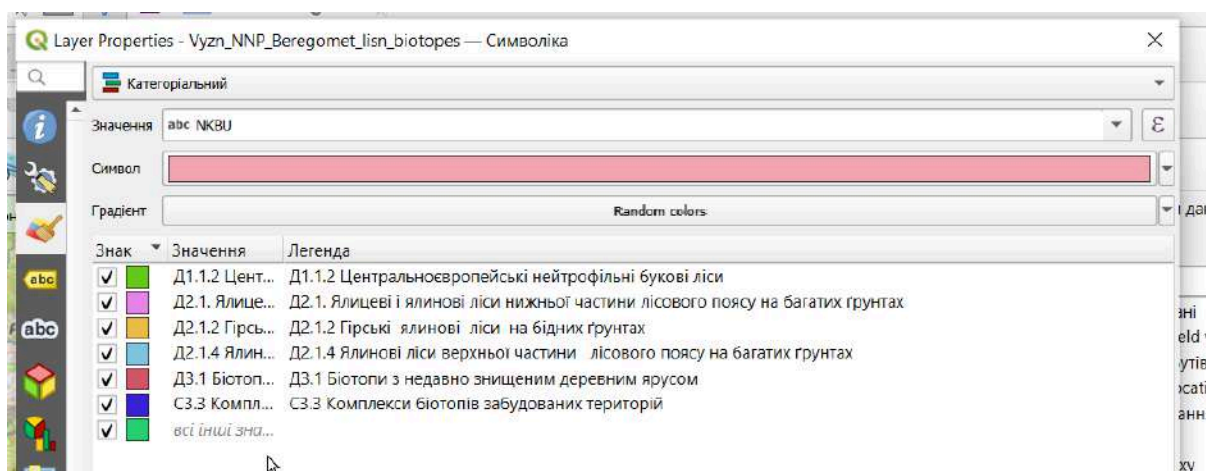 Layer Properties - Vyzn_NNP_Beregomet_lisn_biotopes — Символіка
Категоріальний
Значення abc NKBU ε
Символ
Градієнт Random colors
Знак Значення Легенда
Д1.1.2 Цент... Д1.1.2 Центральноєвропейські нейтрофільні букові ліси
Д2.1. Ялице... Д2.1. Ялицеві і ялинові ліси нижньої частини лісового поясу на багатих ґрунтах
Д2.1.2 Гірсь... Д2.1.2 Гірські ялинові ліси на бідних ґрунтах
Д2.1.4 Ялин... Д2.1.4 Ялинові ліси верхньої частини лісового поясу на багатих ґрунтах
Д3.1 Біотоп... Д3.1 Біотопи з недавно знищеним деревним ярусом
С3.3 Компл... С3.3 Комплекси біотопів забудованих територій
всі інші зна...
abc
abc